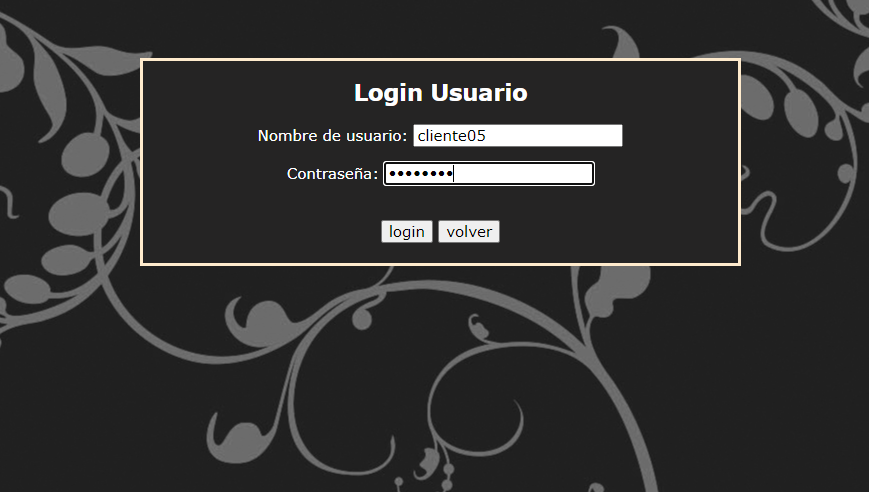 Login Usuario
Nombre de usuario: cliente05
Contraseña: ••••••••
login volver